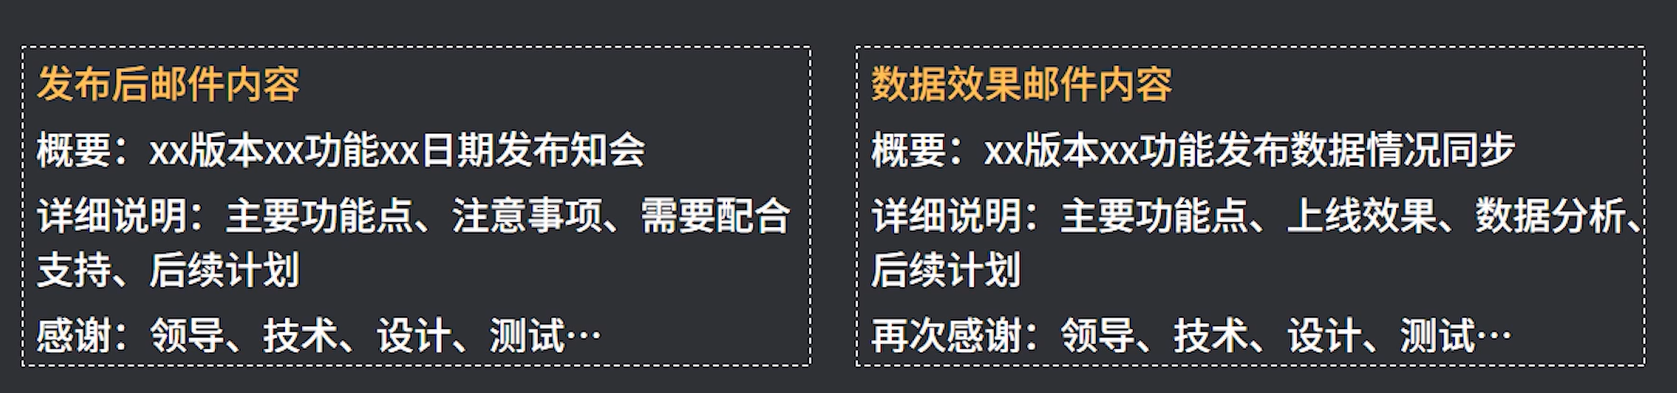 发布后邮件内容
概要：xx版本xx功能xx日期发布知会
详细说明：主要功能点、注意事项、需要配合
支持、后续计划
感谢：领导、技术、设计、测试…
数据效果邮件内容
概要：xx版本xx功能发布数据情况同步
详细说明：主要功能点、上线效果、数据分析、
后续计划
再次感谢：领导、技术、设计、测试…